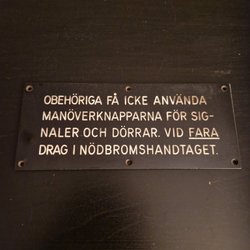 OBEHÖRIGA FÅ ICKE ANVÄNDA
MANÖVERKNAPPARNA FÖR SIG-
NALER OCH DÖRRAR. VID FARA
DRAG I NÖDBROMSHANDTAGET.